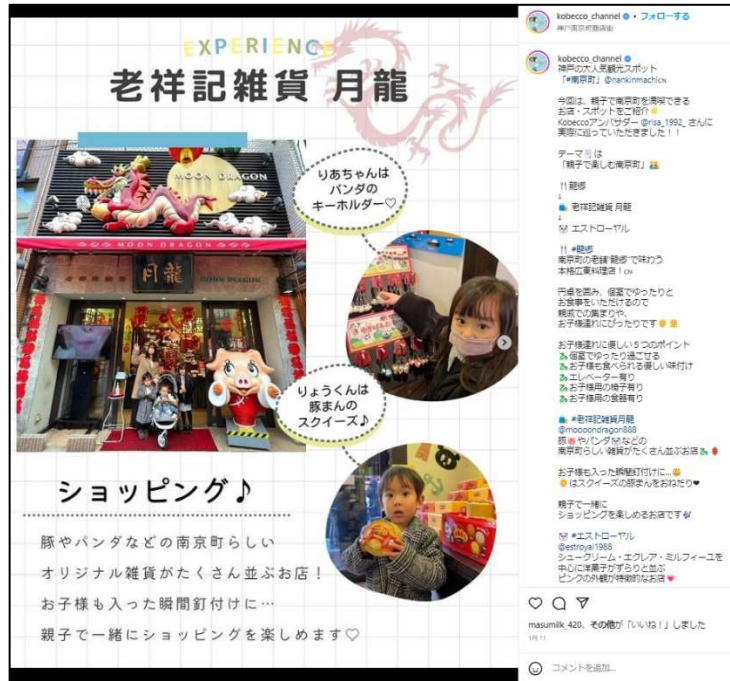 EXPERIENCE
老祥記雑貨 月龍
MOON DRAGON
MOON DRAGON
月龍
りあちゃんは
パンダの
キーホルダー♡
りょうくんは
豚まんの
スクイーズ♪
ショッピング♪
豚やパンダなどの南京町らしい
オリジナル雑貨がたくさん並ぶお店！
お子様も入った瞬間釘付けに…
親子で一緒にショッピングを楽しめます♡
kobecco_channel • フォローする
神戸南京町商店街
kobecco_channel
神戸の大人気観光スポット
「#南京町」@nankinmachi🇨🇳
今回は、親子で南京町を満喫できる
お店・スポットをご紹介☀
Kobeccoアンバサダー @risa_1992_ さんに
実際に巡っていただきました！！
テーマは
「親子で楽しむ南京町」
🍴龍郷
↓
🛍 老祥記雑貨 月龍
↓
🐼 エストローヤル
🍴 #龍郷
南京町の老舗“龍郷”で味わう
本格広東料理店！🇨🇳
円卓を囲み、個室でゆったりと
お食事をいただけるので
親戚での集まりや、
お子様連れにぴったりです
お子様連れに優しい５つのポイント
個室でゆったり過ごせる
お子様も食べられる優しい味付け
エレベーター有り
お子様用の椅子有り
お子様用の食器有り
🛍 #老祥記雑貨月龍
@moooondragon888
豚やパンダ🐼などの
南京町らしい雑貨がたくさん並ぶお店
お子様も入った瞬間釘付けに...
はスクイーズの豚まんをおねだり❤
親子で一緒に
ショッピングを楽しめるお店です🎶
🐼 #エストローヤル
@estroyal1988
シュークリーム・エクレア・ミルフィーユを
中心に洋菓子がずらりと並ぶ
ピンクの外観が特徴的なお店💗
masumilk_420、その他が「いいね！」しました
1月 11
コメントを追加...